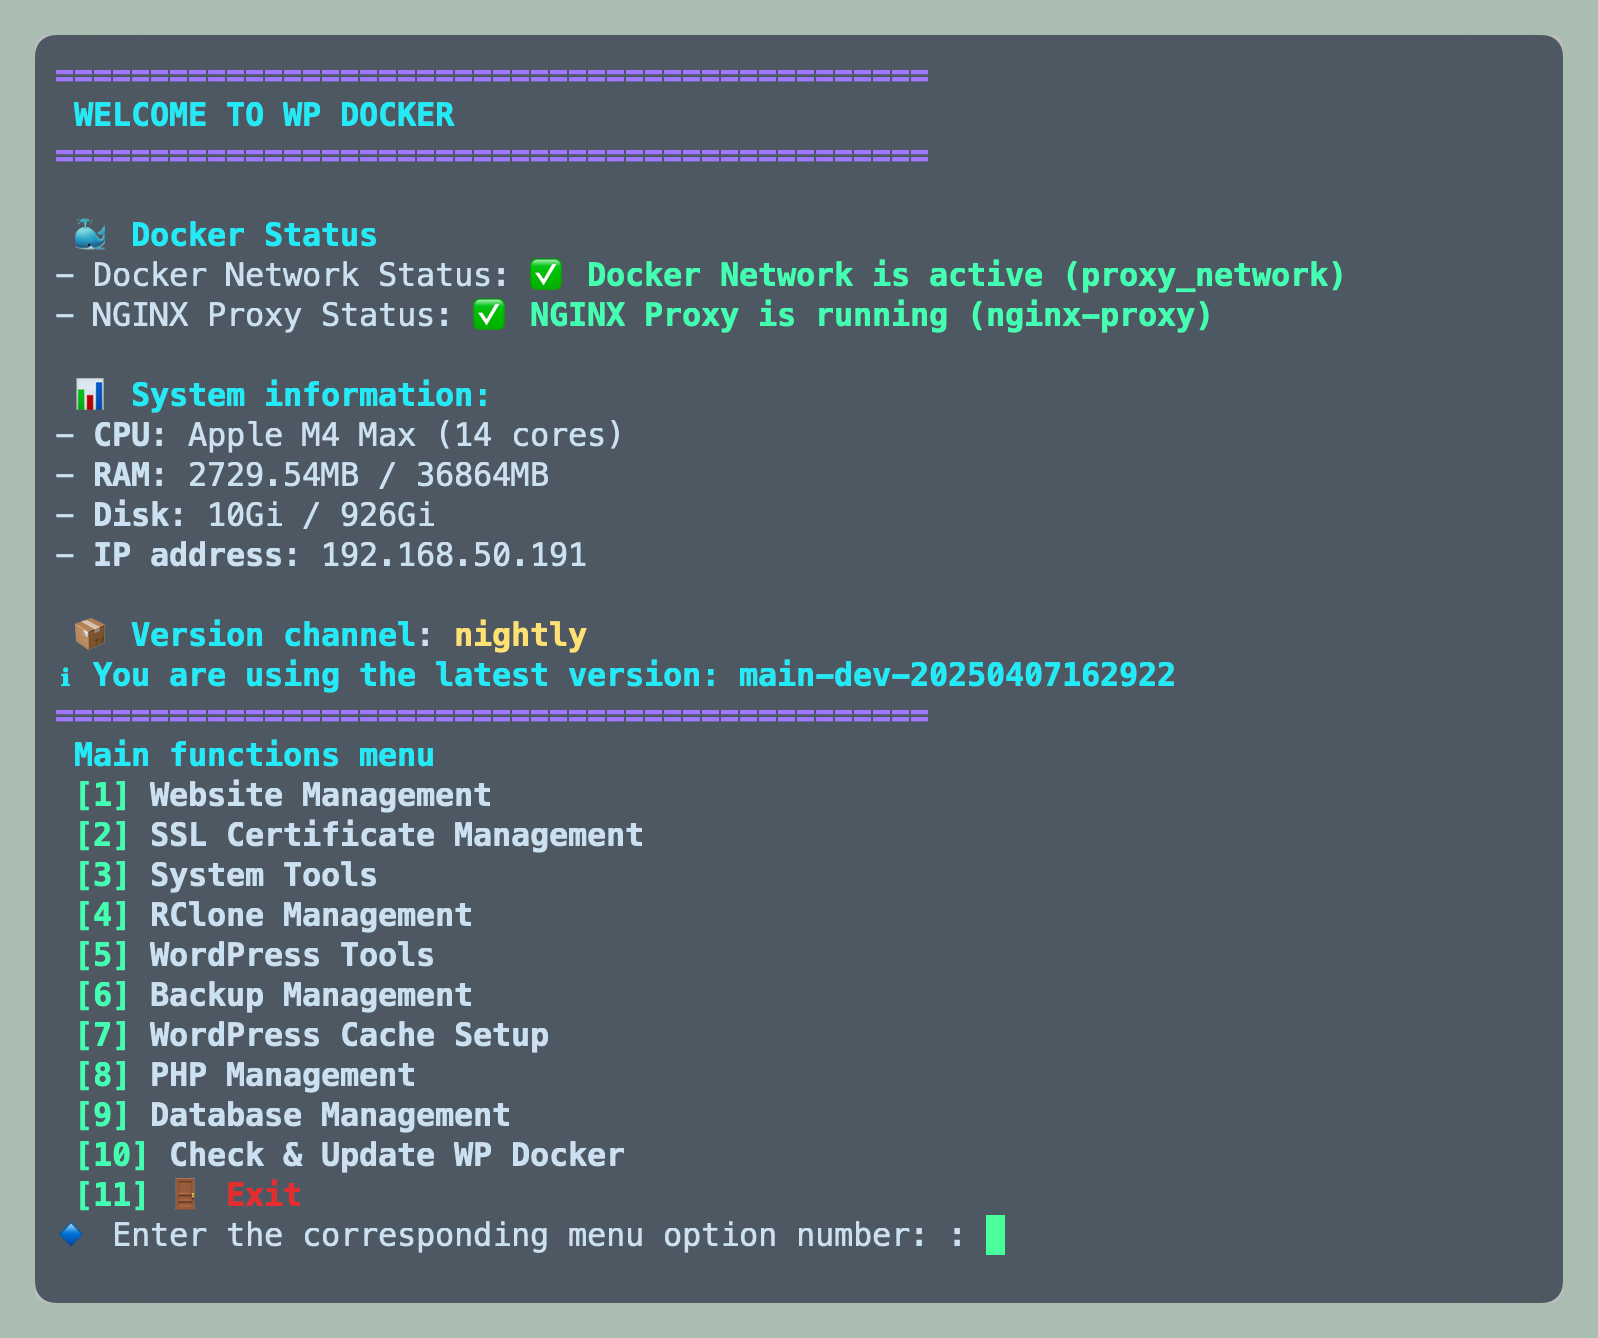 ==============================================
WELCOME TO WP DOCKER
==============================================
🐳 Docker Status
– Docker Network Status: ✅ Docker Network is active (proxy_network)
– NGINX Proxy Status: ✅ NGINX Proxy is running (nginx–proxy)
📊 System information:
– CPU: Apple M4 Max (14 cores)
– RAM: 2729.54MB / 36864MB
– Disk: 10Gi / 926Gi
– IP address: 192.168.50.191
📦 Version channel: nightly
ℹ You are using the latest version: main–dev–20250407162922
==============================================
Main functions menu
[1] Website Management
[2] SSL Certificate Management
[3] System Tools
[4] RClone Management
[5] WordPress Tools
[6] Backup Management
[7] WordPress Cache Setup
[8] PHP Management
[9] Database Management
[10] Check & Update WP Docker
[11] 🚪 Exit
🔹 Enter the corresponding menu option number: :